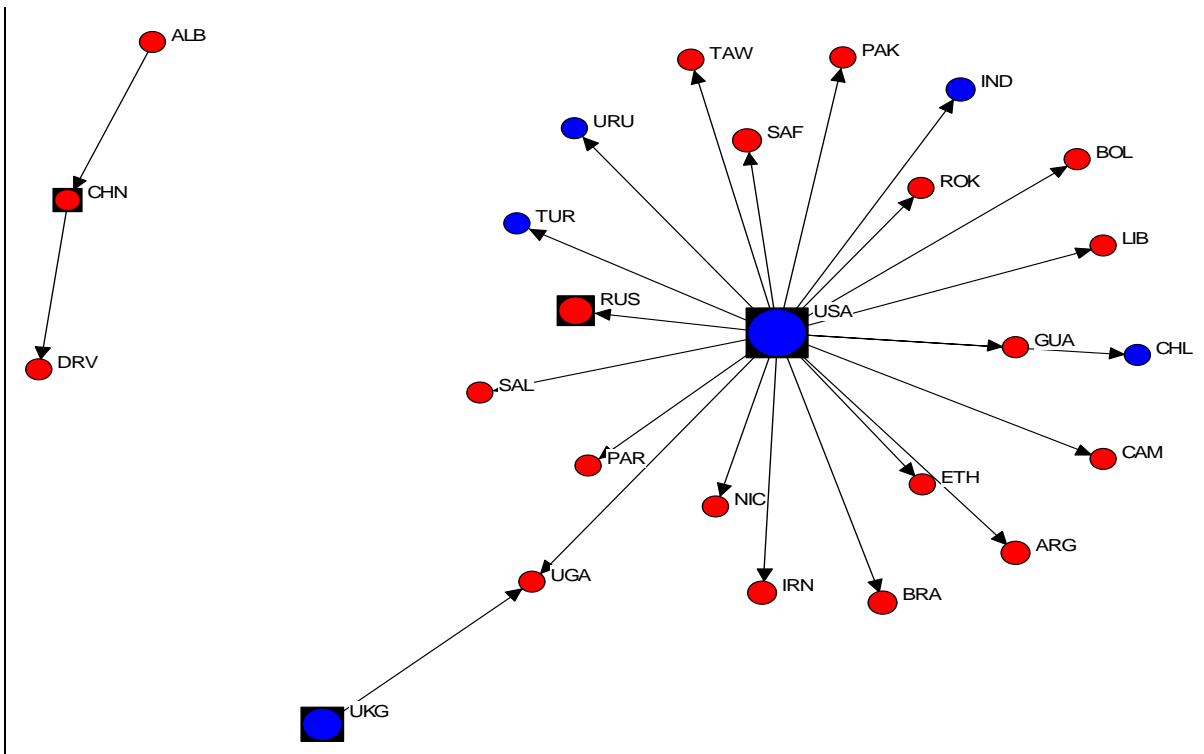 ALB
TAW
PAK
IND
URU
SAF
BOL
CHN
ROK
TUR
LIB
RUS
USA
GUA
CHL
DRV
SAL
PAR
CAM
ETH
NIC
ARG
UGA
IRN
BRA
UKG